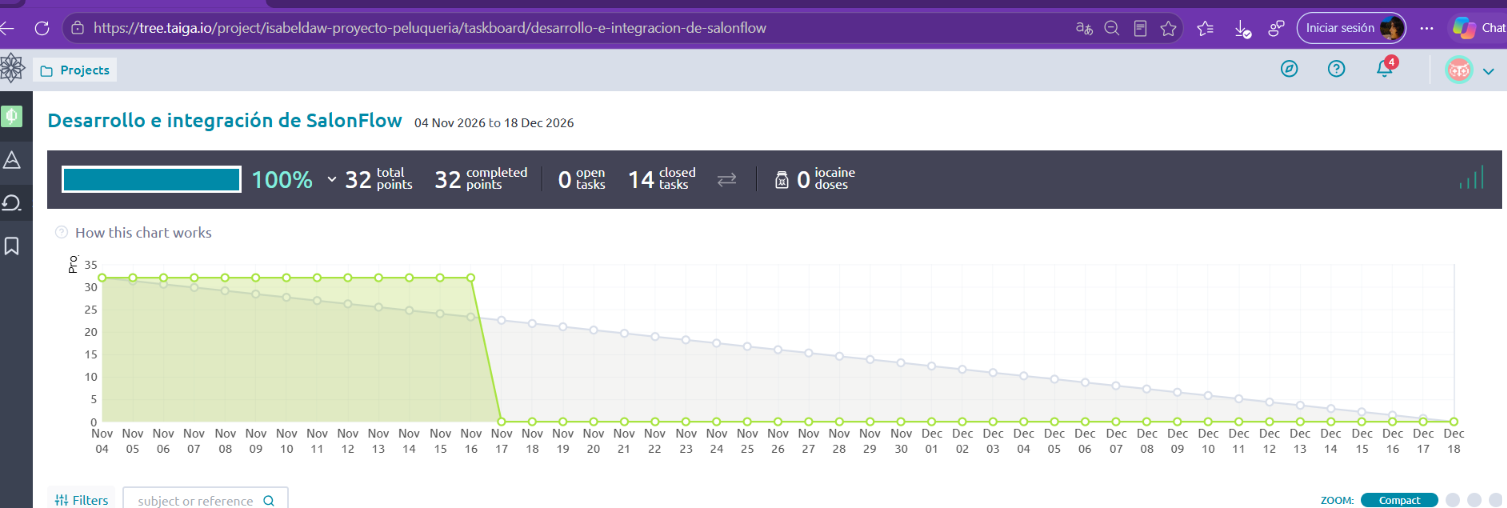 https://tree.taiga.io/project/isabeldaw-proyecto-peluqueria/taskboard/desarrollo-e-integracion-de-salonflow
Iniciar sesión
Chat
Projects
4
Desarrollo e integración de SalonFlow 04 Nov 2026 to 18 Dec 2026
100% 32 total points 32 completed points 0 open tasks 14 closed tasks 0 iocaine doses
How this chart works
35
30
25
20
15
10
5
0
Nov Nov Nov Nov Nov Nov Nov Nov Nov Nov Nov Nov Nov Nov Nov Nov Nov Nov Nov Nov Nov Nov Nov Nov Nov Nov Nov Dec Dec Dec Dec Dec Dec Dec Dec Dec Dec Dec Dec Dec Dec Dec Dec Dec Dec
04 05 06 07 08 09 10 11 12 13 14 15 16 17 18 19 20 21 22 23 24 25 26 27 28 29 30 01 02 03 04 05 06 07 08 09 10 11 12 13 14 15 16 17 18
Filters
subject or reference
ZOOM: Compact